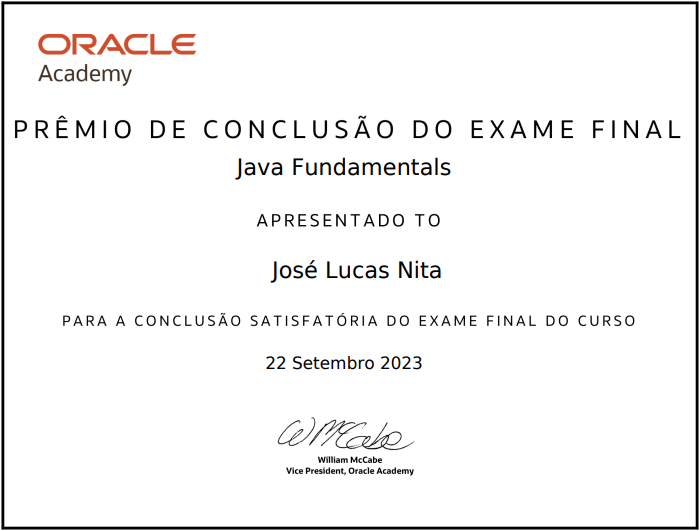 ORACLE
Academy
PRÊMIO DE CONCLUSÃO DO EXAME FINAL
Java Fundamentals
APRESENTADO TO
José Lucas Nita
PARA A CONCLUSÃO SATISFATÓRIA DO EXAME FINAL DO CURSO
22 Setembro 2023
W McCabe
William McCabe
Vice President, Oracle Academy